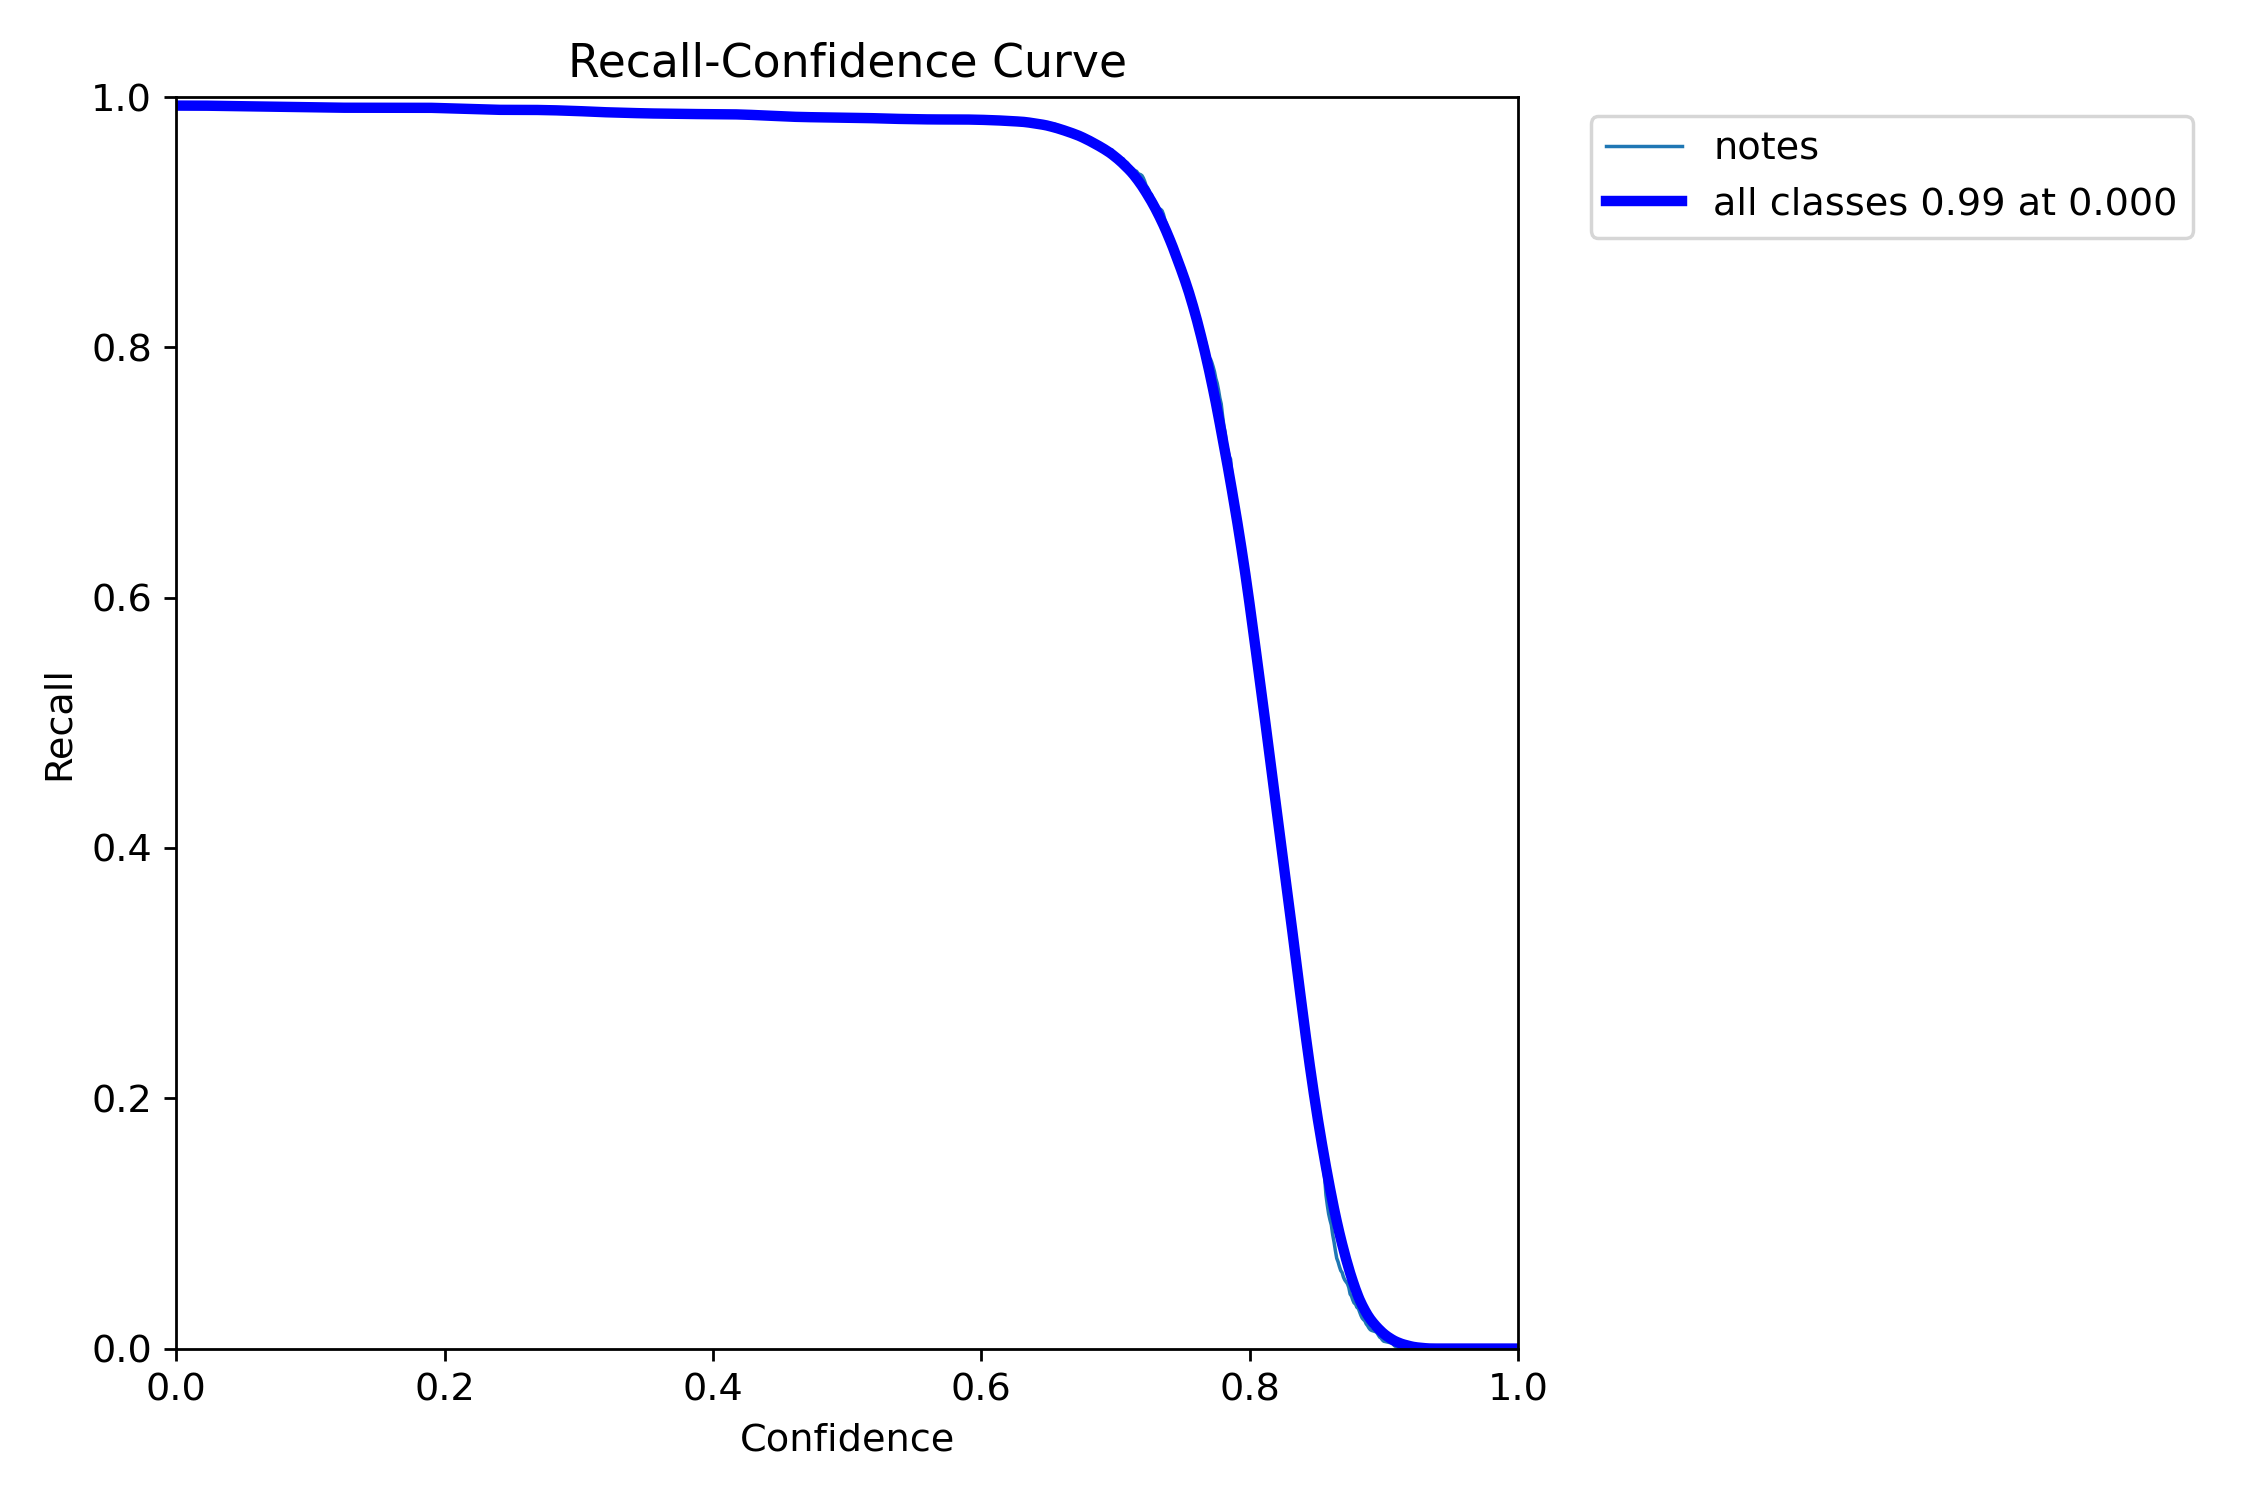 Recall-Confidence Curve
1.0
0.8
0.6
0.4
0.2
0.0
Recall
0.0 0.2 0.4 0.6 0.8 1.0
Confidence
notes
all classes 0.99 at 0.000